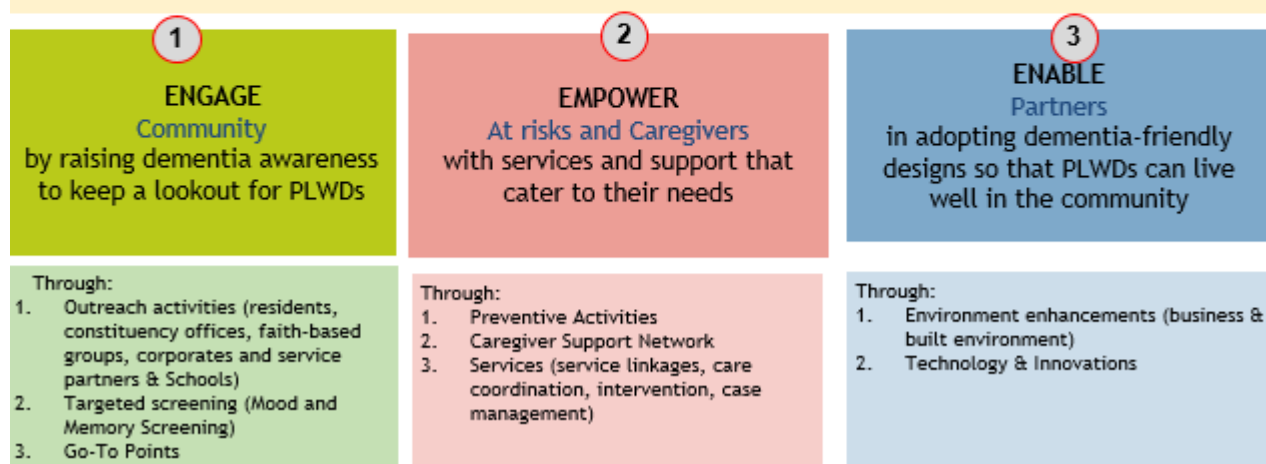 1
ENGAGE
Community
by raising dementia awareness
to keep a lookout for PLWDs
Through:
1. Outreach activities (residents,
constituency offices, faith-based
groups, corporates and service
partners & Schools)
2. Targeted screening (Mood and
Memory Screening)
3. Go-To Points
2
EMPOWER
At risks and Caregivers
with services and support that
cater to their needs
Through:
1. Preventive Activities
2. Caregiver Support Network
3. Services (service linkages, care
coordination, intervention, case
management)
3
ENABLE
Partners
in adopting dementia-friendly
designs so that PLWDs can live
well in the community
Through:
1. Environment enhancements (business &
built environment)
2. Technology & Innovations